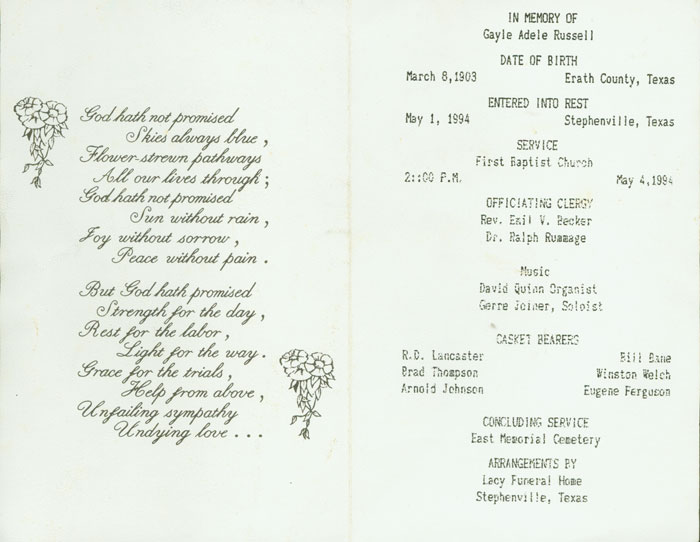 God hath not promised
Skies always blue,
Flower-strewn pathways
All our lives through;
God hath not promised
Sun without rain,
Joy without sorrow,
Peace without pain.
But God hath promised
Strength for the day,
Rest for the labor,
Light for the way.
Grace for the trials,
Help from above,
Unfailing sympathy
Undying love...
IN MEMORY OF
Gayle Adele Russell
DATE OF BIRTH
March 8,1903 Erath County, Texas
ENTERED INTO REST
May 1, 1994 Stephenville, Texas
SERVICE
First Baptist Church
2::00 P.M. May 4,1994
OFFICIATING CLERGY
Rev. Emil V. Becker
Dr. Ralph Rummage
Music
David Quinn Organist
Gerre Joiner, Soloist
CASKET BEARERS
R.D. Lancaster Bill Bane
Brad Thompson Winston Welch
Arnold Johnson Eugene Ferguson
CONCLUDING SERVICE
East Memorial Cemetery
ARRANGEMENTS BY
Lacy Funeral Home
Stephenville, Texas